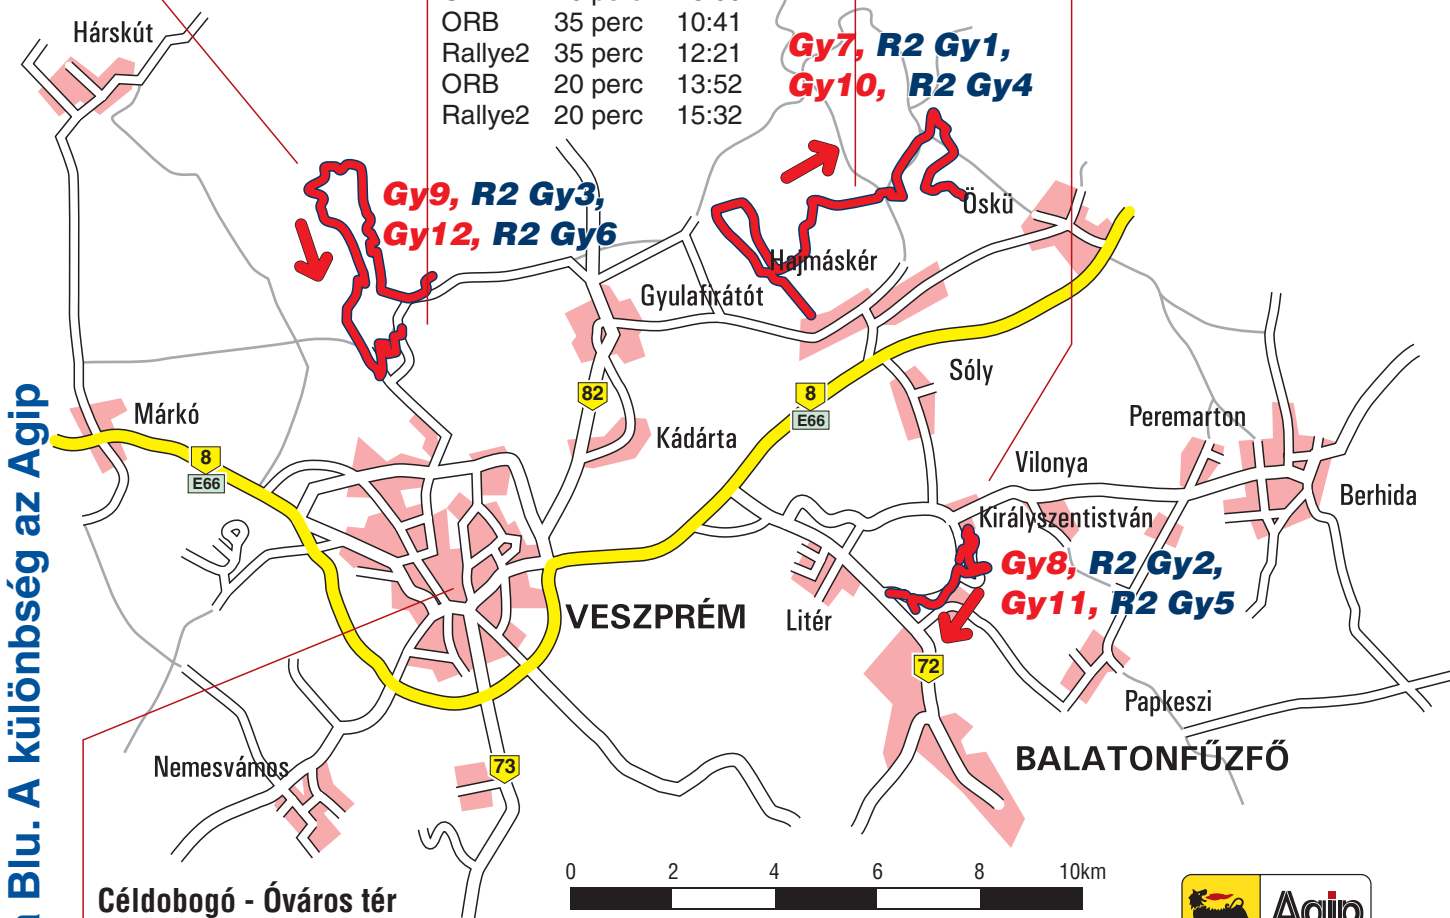 ORB 35 perc 10:41
Rallye2 35 perc 12:21
ORB 20 perc 13:52
Rallye2 20 perc 15:32
Hárskút
Gy7, R2 Gy1,
Gy10, R2 Gy4
Gy9, R2 Gy3,
Gy12, R2 Gy6
Öskü
Hajmáskér
Gyulafirátót
82
8
E66
Sóly
Márkó
8
E66
Kádárta
Peremarton
Vilonya
Berhida
Királyszentistván
Gy8, R2 Gy2,
Gy11, R2 Gy5
VESZPRÉM
Litér
72
Papkeszi
BALATONFŰZFŐ
Nemesvámos
73
0 2 4 6 8 10km
Céldobogó - Óváros tér
Agip
Blu. A különbség az Agip